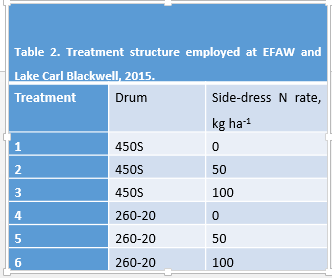 Table 2. Treatment structure employed at EFAW and
Lake Carl Blackwell, 2015.
Treatment Drum Side-dress N rate,
kg ha-1
1 450S 0
2 450S 50
3 450S 100
4 260-20 0
5 260-20 50
6 260-20 100